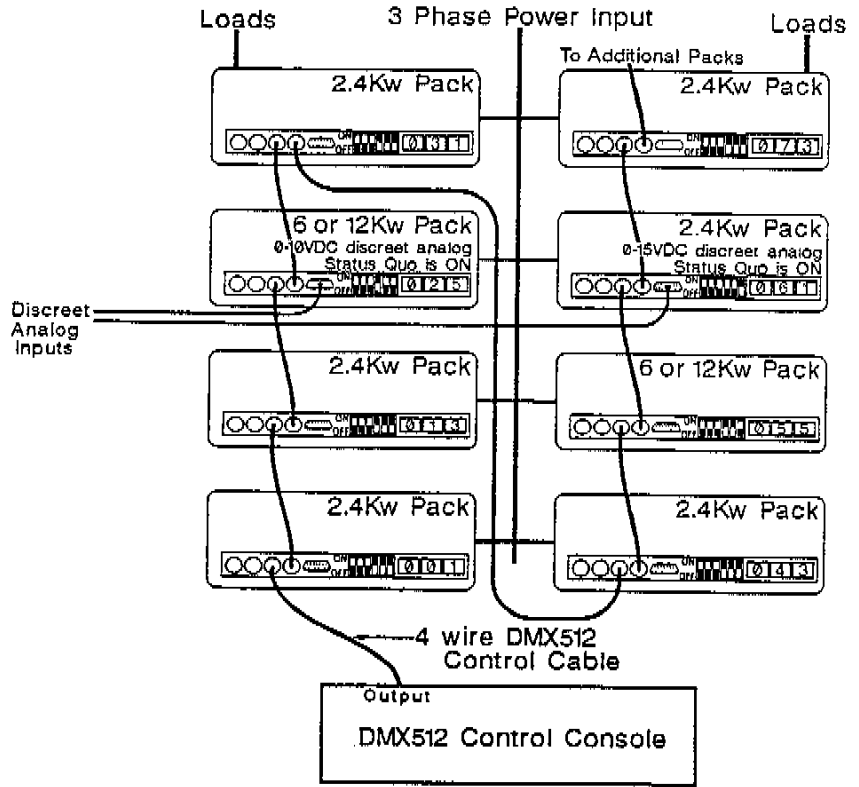 Loads
3 Phase Power Input
Loads
To Additional Packs
2.4Kw Pack
ON
OFF
0 3 1
2.4Kw Pack
ON
OFF
0 7 3
6 or 12Kw Pack
0-10VDC discreet analog
Status Quo is ON
ON
OFF
0 2 5
2.4Kw Pack
0-15VDC discreet analog
Status Quo is ON
ON
OFF
0 6 1
Discreet
Analog
Inputs
2.4Kw Pack
ON
OFF
0 1 3
6 or 12Kw Pack
ON
OFF
0 5 5
2.4Kw Pack
ON
OFF
0 0 1
2.4Kw Pack
ON
OFF
0 4 3
4 wire DMX512
Control Cable
Output
DMX512 Control Console